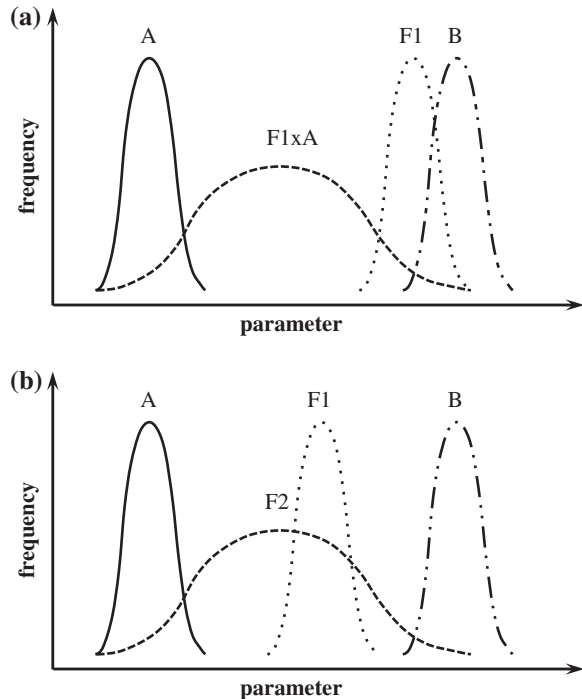 (a)
A
F1
B
F1xA
frequency
parameter
(b)
A
F1
B
F2
frequency
parameter